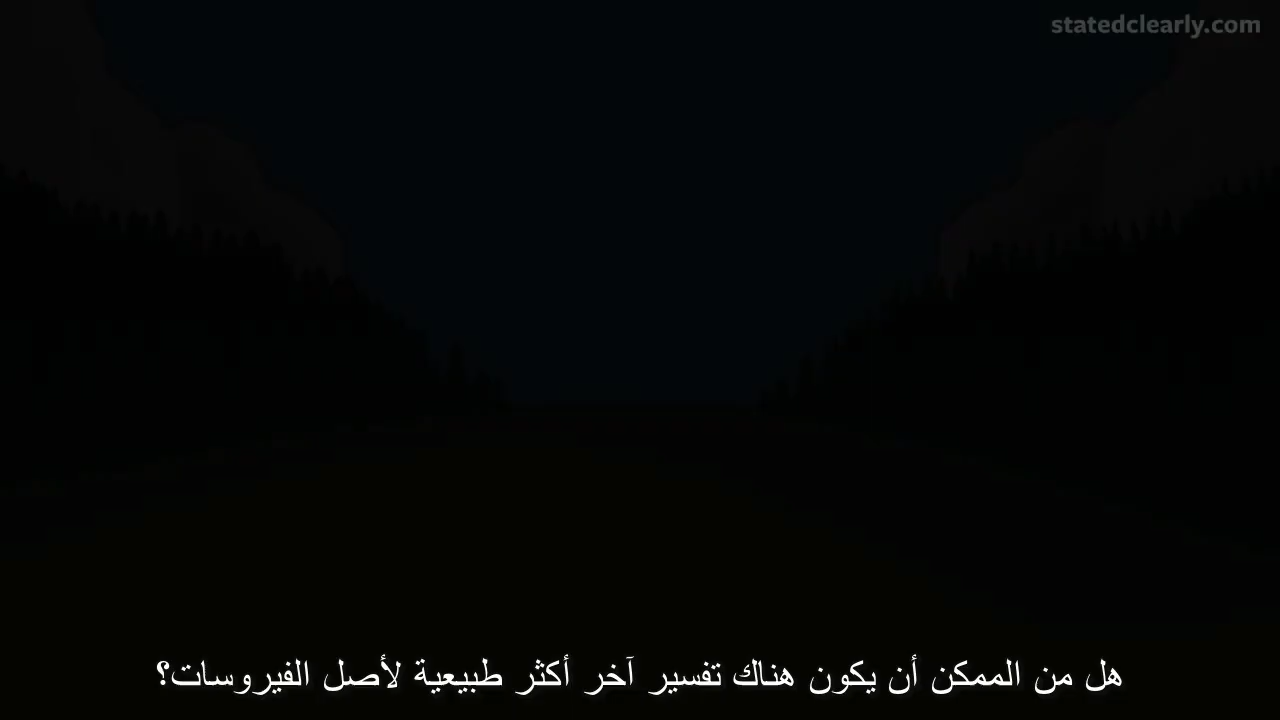 statedclearly.com
هل من الممكن أن يكون هناك تفسير آخر أكثر طبيعية لأصل الفيروسات؟